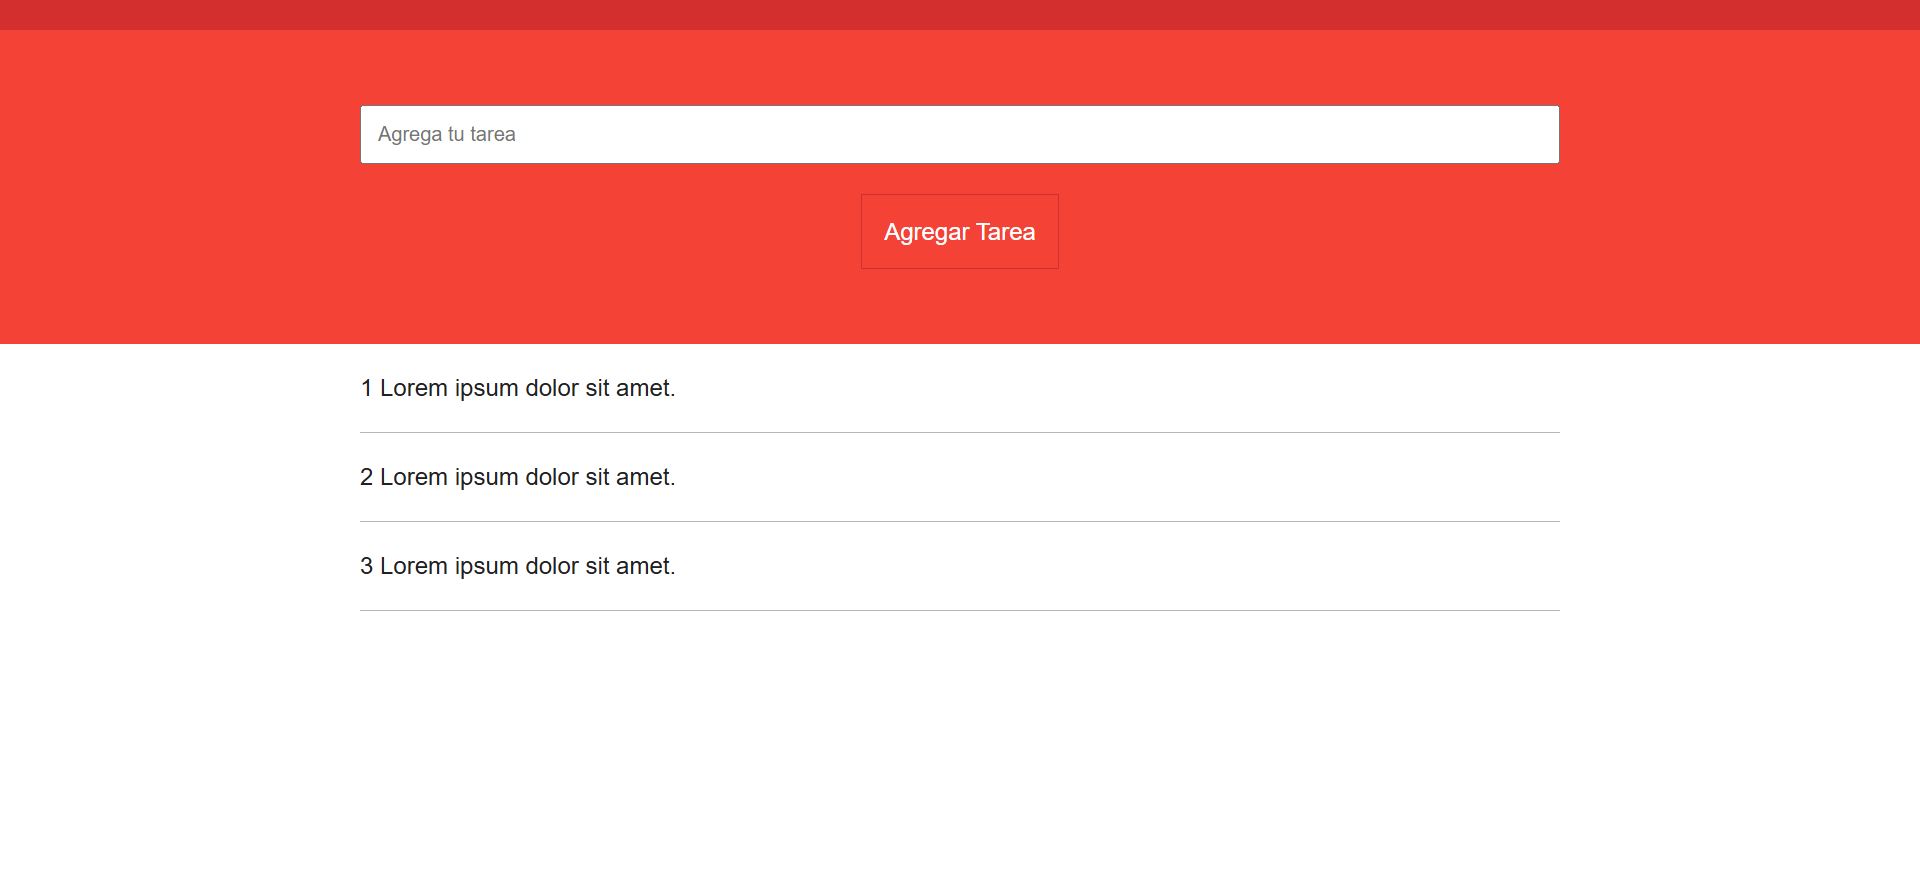 Agrega tu tarea
Agregar Tarea
1 Lorem ipsum dolor sit amet.
2 Lorem ipsum dolor sit amet.
3 Lorem ipsum dolor sit amet.